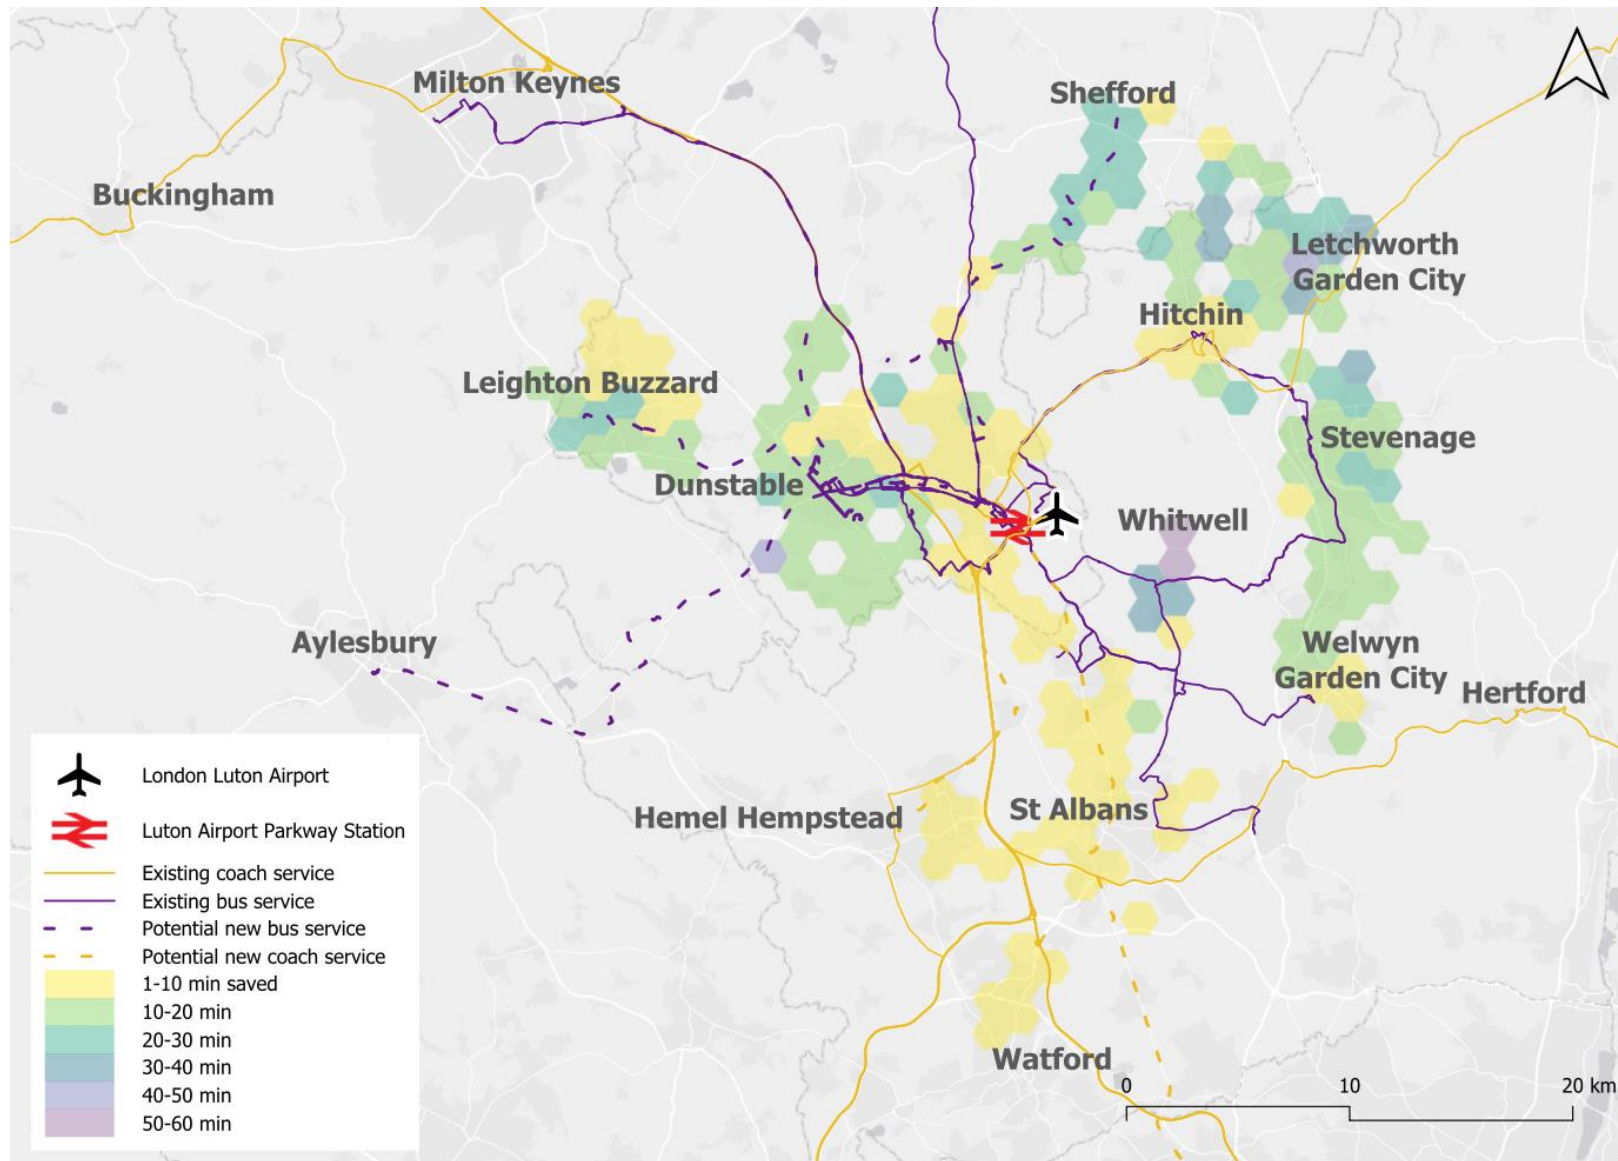 Milton Keynes
Shefford
Buckingham
Letchworth
Garden City
Hitchin
Leighton Buzzard
Stevenage
Dunstable
Whitwell
Aylesbury
Welwyn
Garden City
Hertford
London Luton Airport
Luton Airport Parkway Station
Hemel Hempstead
St Albans
Existing coach service
Existing bus service
Potential new bus service
Potential new coach service
1-10 min saved
10-20 min
20-30 min
30-40 min
40-50 min
50-60 min
Watford
0 10 20 km